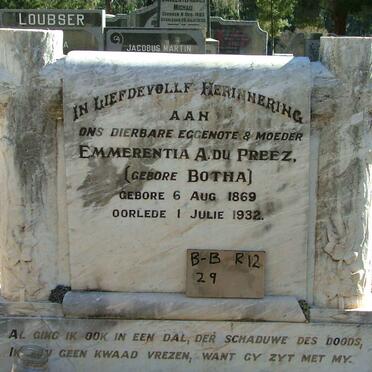 LOUBSER
JACOBUS MARTIN
IN LIEFDEVOLLE HERINNERING
AAN
ONS DIERBARE EGGENOTE & MOEDER
EMMERENTIA A. DU PREEZ,
(GEBORE BOTHA)
GEBORE 6 AUG 1869
OORLEDE 1 JULIE 1932.
B-B R12
29
AL GING IK OOK IN EEN DAL, DER SCHADUWE DES DOODS,
IK GEEN KWAAD VREZEN, WANT GY ZYT MET MY.